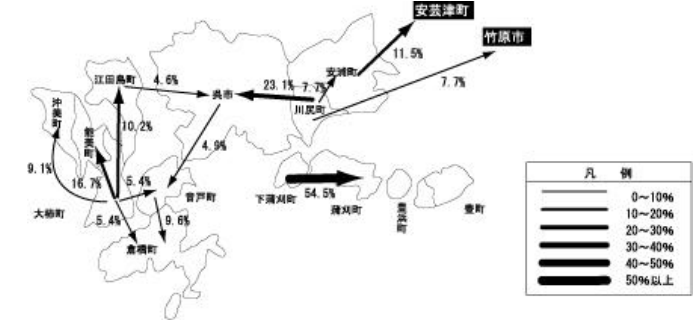 安芸津町
竹原市
11.5%
安浦町
7.7%
江田島町
4.6%
呉市
23.1%
7.7%
川尻町
沖美町
能美町
10.2%
4.9%
9.1%
16.7%
5.4%
音戸町
下蒲刈町
54.5%
蒲刈町
豊浜町
豊町
大柿町
5.4%
9.6%
倉橋町
凡 例
0～10%
10～20%
20～30%
30～40%
40～50%
50%以上